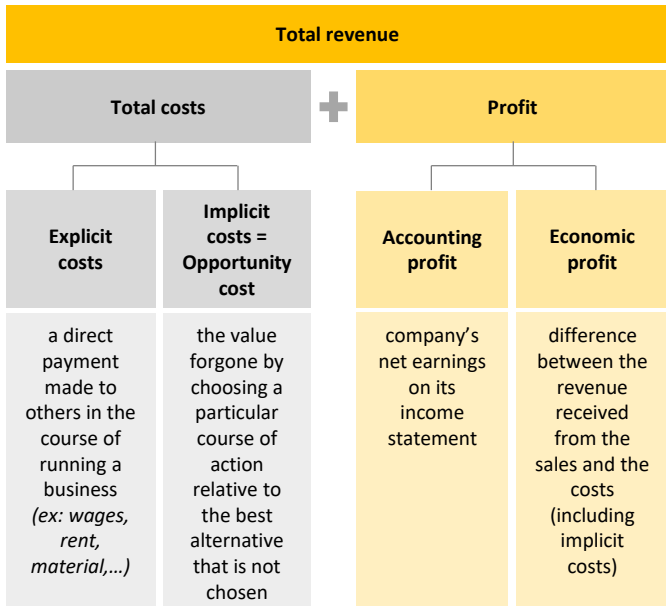 Total revenue
Total costs
Profit
Explicit
costs
Implicit
costs =
Opportunity
cost
Accounting
profit
Economic
profit
a direct
payment
made to
others in the
course of
running a
business
(ex: wages,
rent,
material,...)
the value
forgone by
choosing a
particular
course of
action
relative to
the best
alternative
that is not
chosen
company’s
net earnings
on its
income
statement
difference
between the
revenue
received
from the
sales and the
costs
(including
implicit
costs)